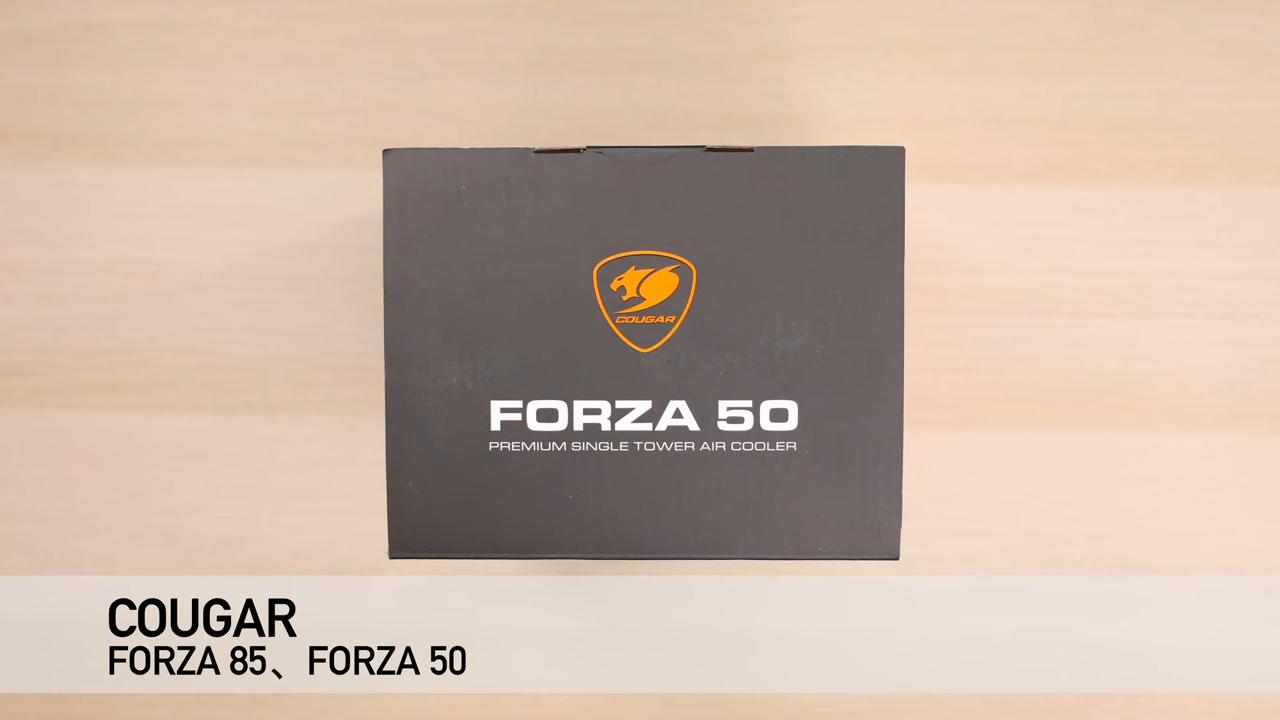 COUGAR
FORZA 50
PREMIUM SINGLE TOWER AIR COOLER
COUGAR
FORZA 85、FORZA 50